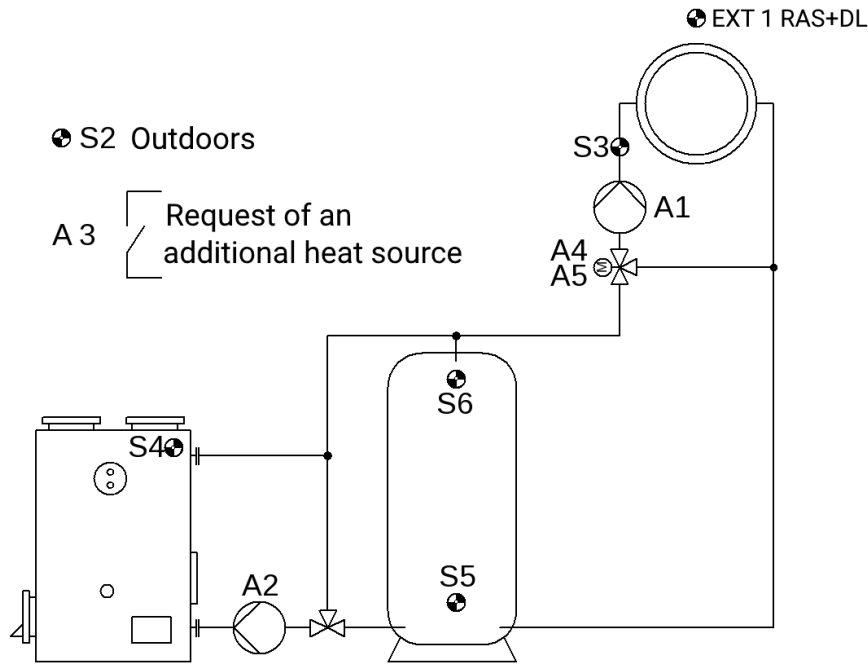 EXT 1 RAS+DL
S2 Outdoors
S3
A 3
Request of an
additional heat source
A1
A4
A5
M
S6
S4
S5
A2